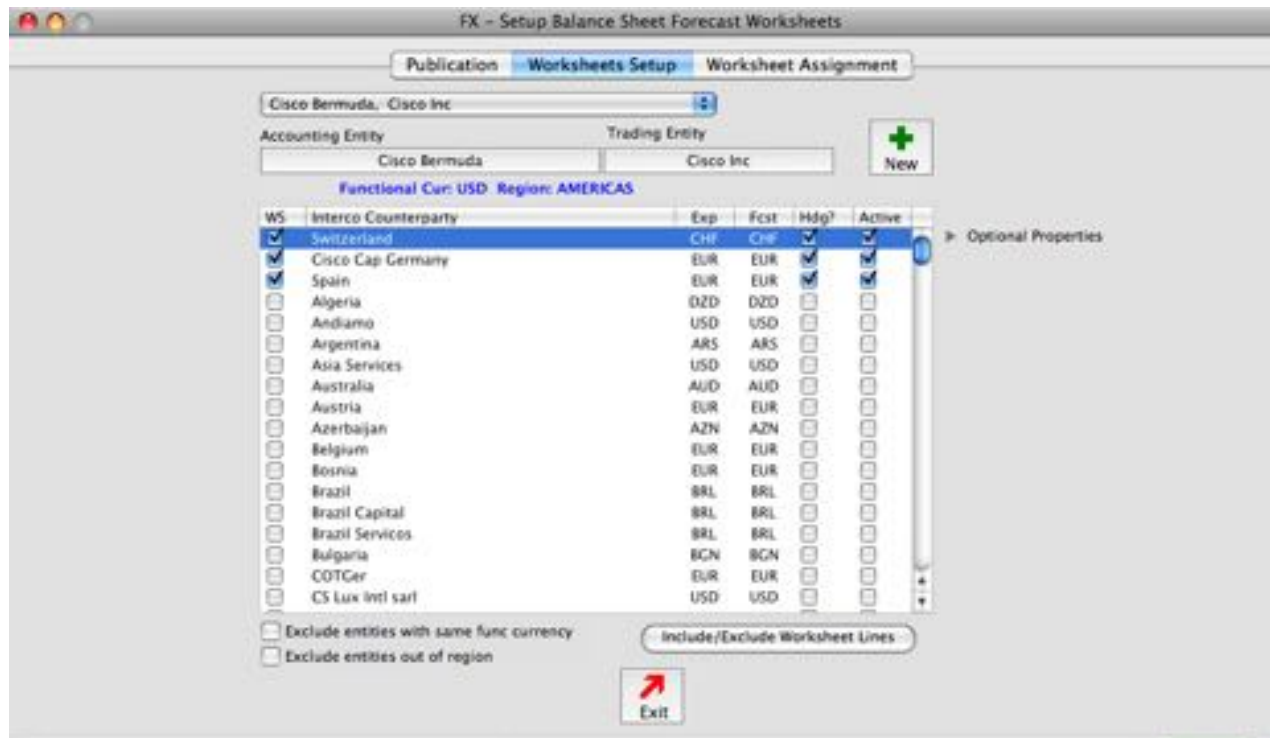 FX - Setup Balance Sheet Forecast Worksheets
Publication Worksheets Setup Worksheet Assignment
Cisco Bermuda, Cisco Inc
Accounting Entity Trading Entity
Cisco Bermuda Cisco Inc
New
Functional Cur: USD Region: AMERICAS
WS Interco Counterparty Exp Fcst Hdg? Active
Switzerland CHF CHF
Optional Properties
Cisco Cap Germany EUR EUR
Spain EUR EUR
Algeria DZD DZD
Andiamo USD USD
Argentina ARS ARS
Asia Services USD USD
Australia AUD AUD
Austria EUR EUR
Azerbaijan AZN AZN
Belgium EUR EUR
Bosnia EUR EUR
Brazil BRL BRL
Brazil Capital BRL BRL
Brazil Servicos BRL BRL
Bulgaria BGN BGN
COTGer EUR EUR
CS Lux Intl sarl USD USD
Exclude entities with same func currency
Include/Exclude Worksheet Lines
Exclude entities out of region
Exit